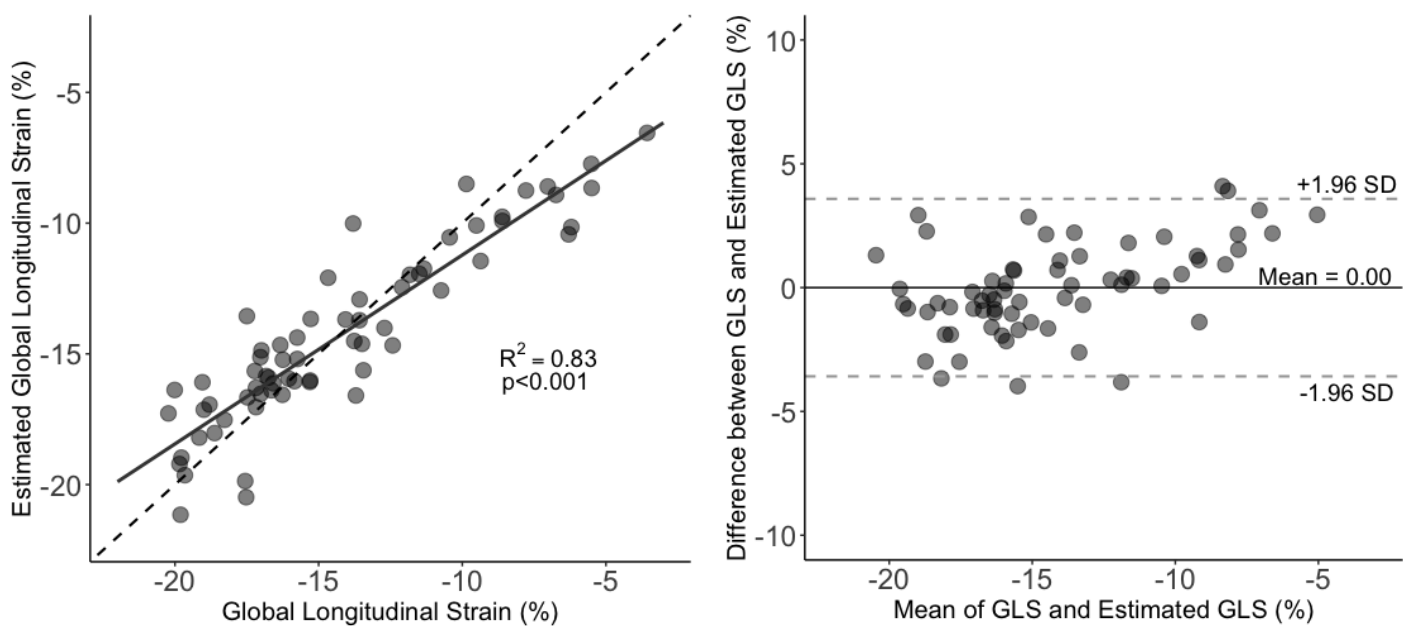 Estimated Global Longitudinal Strain (%)
-5
-10
-15
-20
R² = 0.83
p<0.001
-20
-15
-10
-5
Global Longitudinal Strain (%)
Difference between GLS and Estimated GLS (%)
10
5
0
-5
-10
+1.96 SD
Mean = 0.00
-1.96 SD
-20
-15
-10
-5
Mean of GLS and Estimated GLS (%)